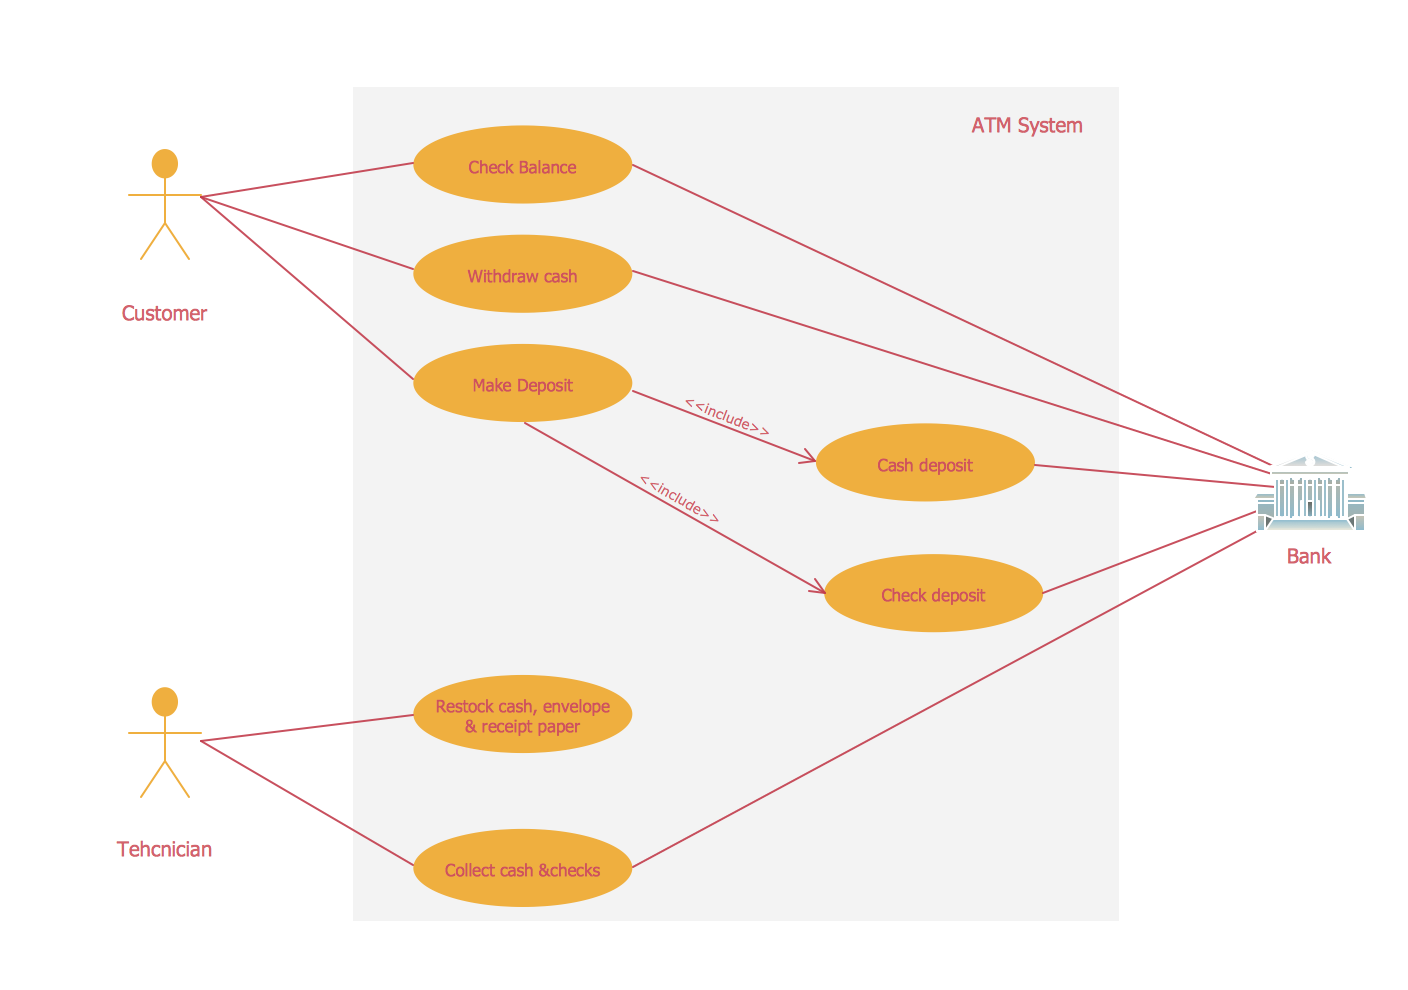 ATM System
Check Balance
Withdraw cash
Customer
Make Deposit
<<include>>
Cash deposit
<<include>>
Bank
Check deposit
Restock cash, envelope
& receipt paper
Tehcnician
Collect cash &checks